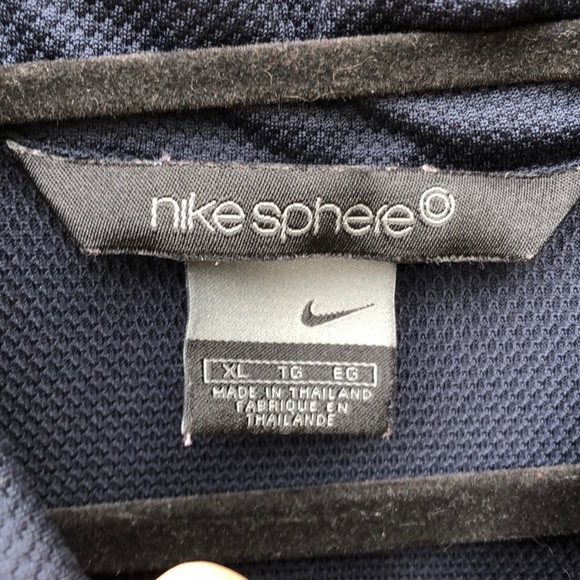 nike sphere
XL TG EG
MADE IN THAILAND
FABRIQUE EN
THAILANDE